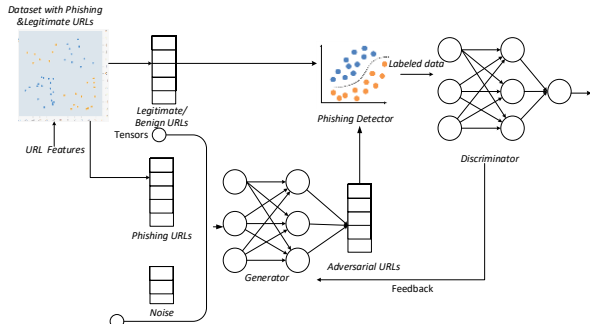 Dataset with Phishing
&Legitimate URLs
Legitimate/
Benign URLs
Tensors
URL Features
Phishing URLs
Noise
Generator
Adversarial URLs
Phishing Detector
Labeled data
Discriminator
Feedback